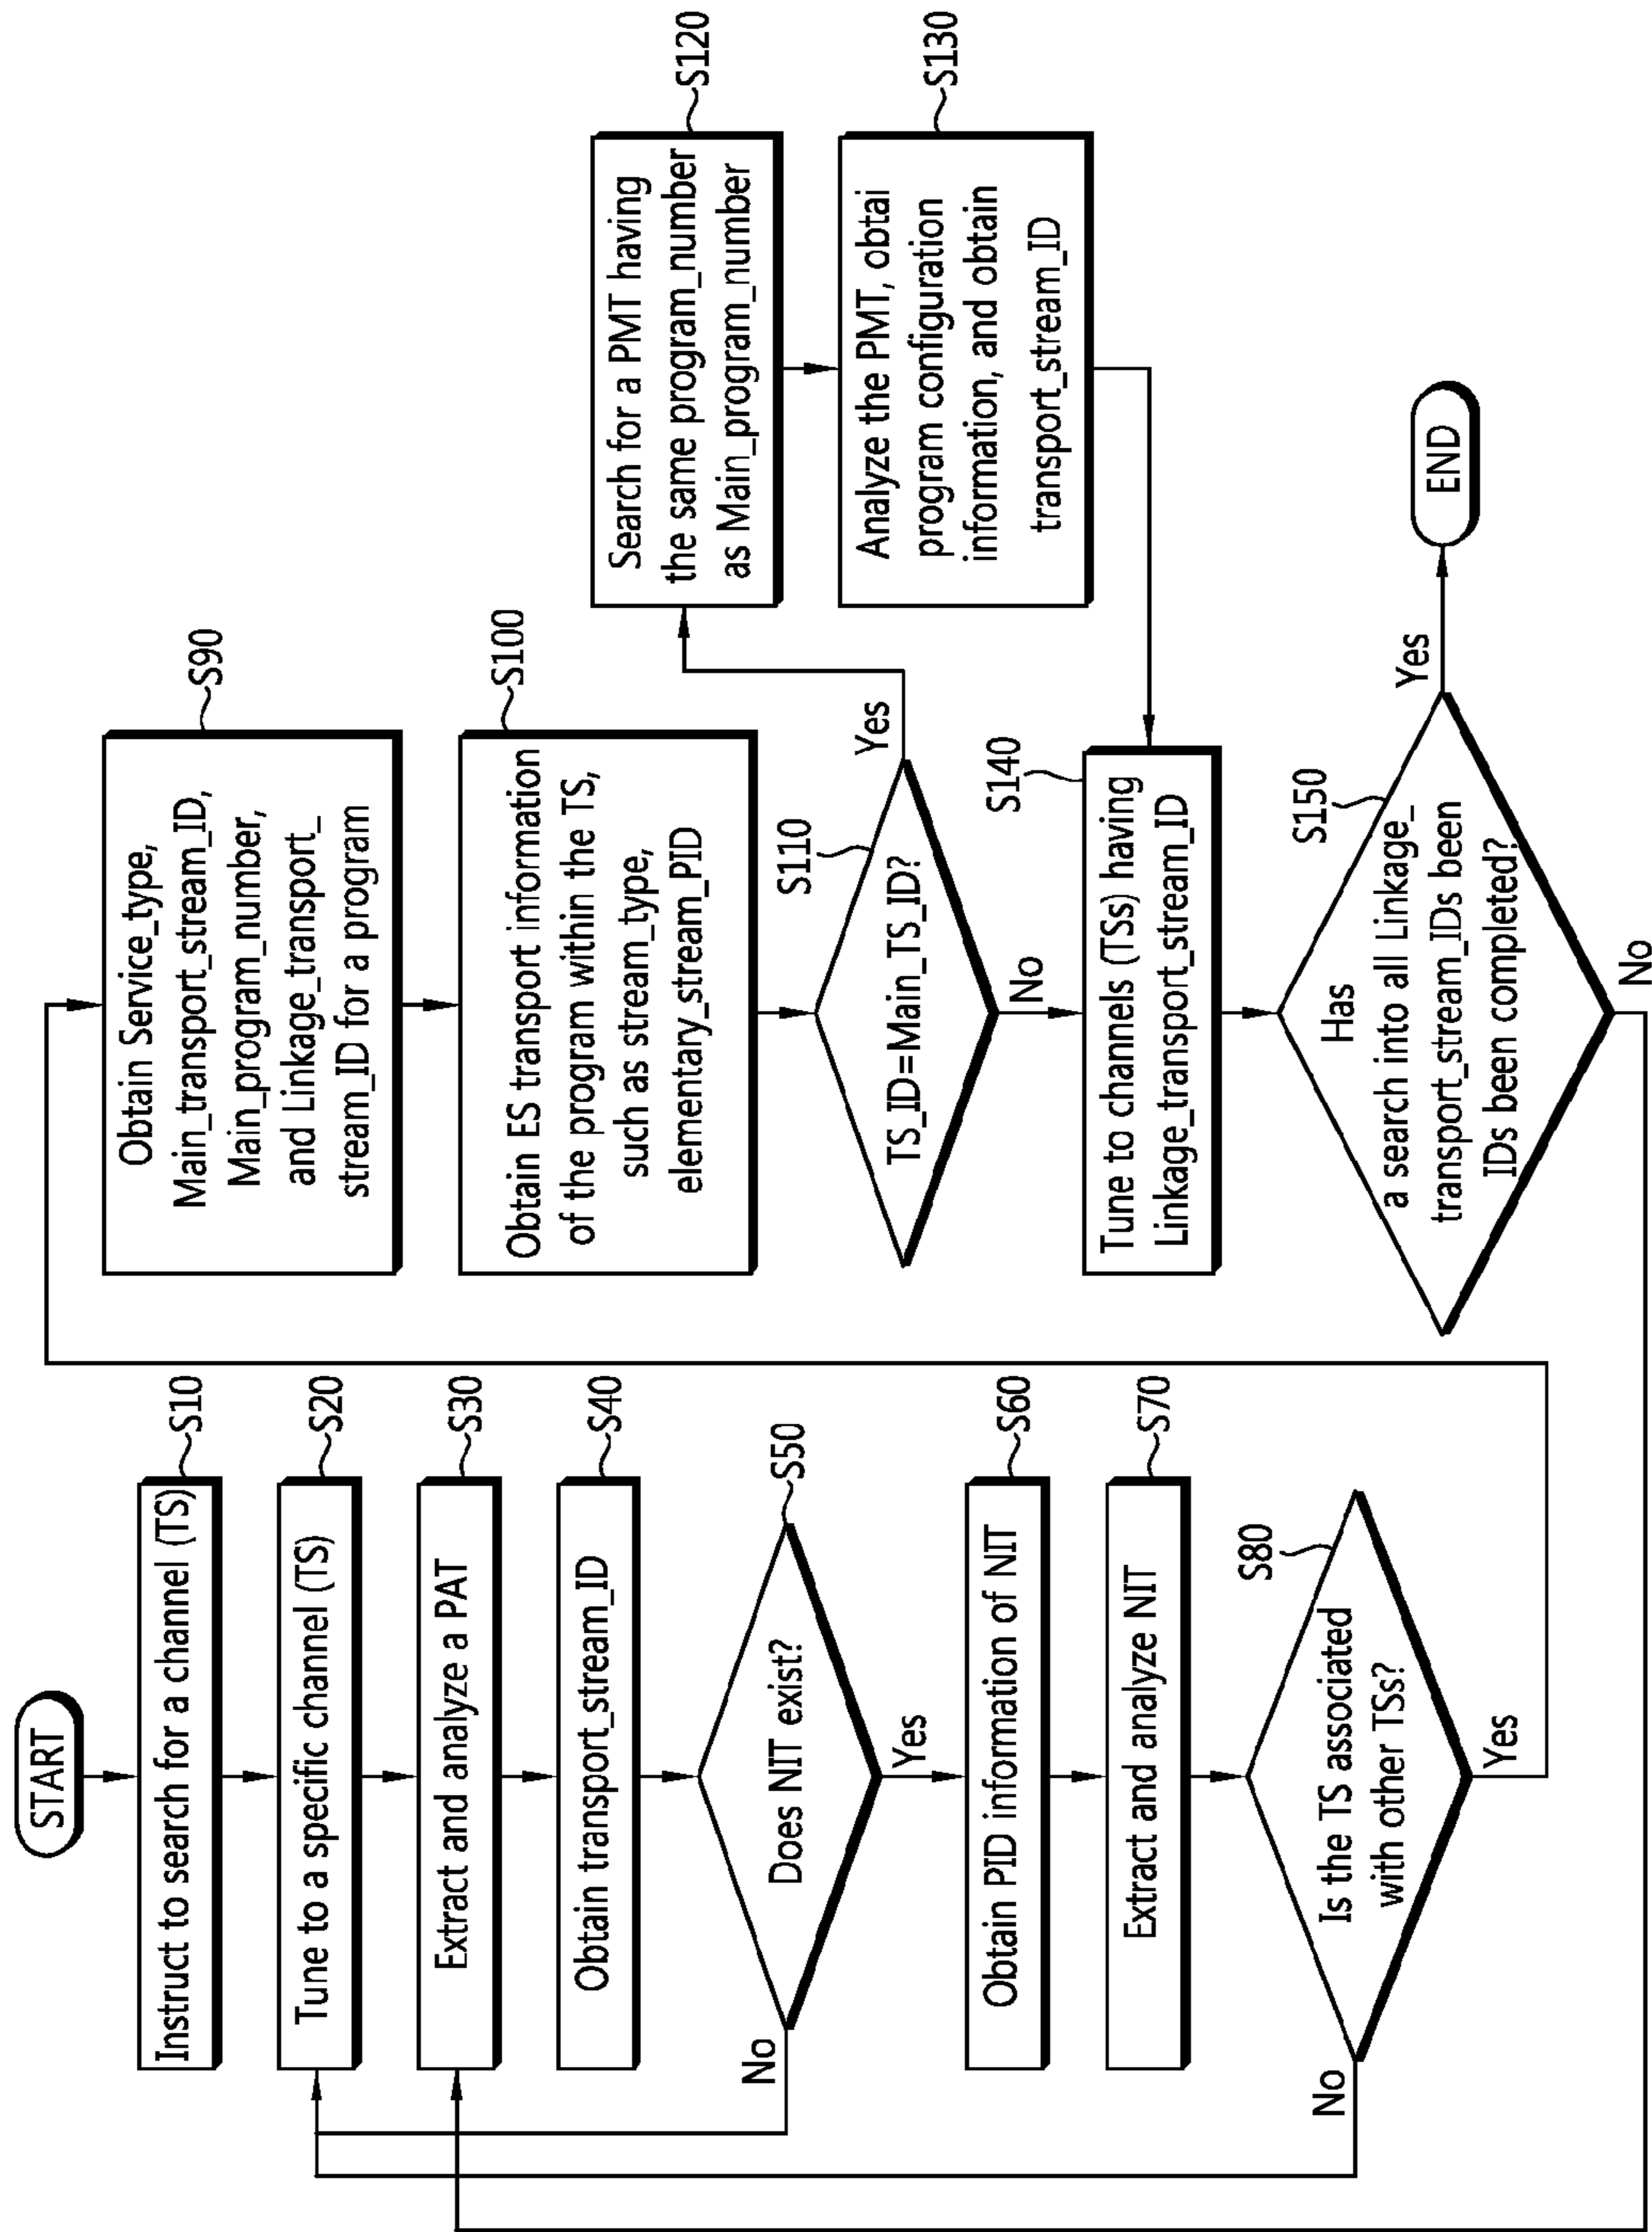 START
Instruct to search for a channel (TS)
S10
Tune to a specific channel (TS)
S20
Extract and analyze a PAT
S30
Obtain transport_stream_ID
S40
Does NIT exist?
S50
No
Yes
Obtain PID information of NIT
S60
Extract and analyze NIT
S70
Is the TS associated
with other TSs?
S80
No
Yes
Obtain Service_type,
Main_transport_stream_ID,
Main_program_number,
and Linkage_transport_
stream_ID for a program
S90
Obtain ES transport information
of the program within the TS,
such as stream_type,
elementary_stream_PID
S100
TS_ID=Main_TS_ID?
S110
Yes
No
Search for a PMT having
the same program_number
as Main_program_number
S120
Analyze the PMT, obtai
program configuration
information, and obtain
transport_stream_ID
S130
Tune to channels (TSs) having
Linkage_transport_stream_ID
S140
Has
a search into all Linkage_
transport_stream_IDs been
IDs been completed?
S150
Yes
No
END